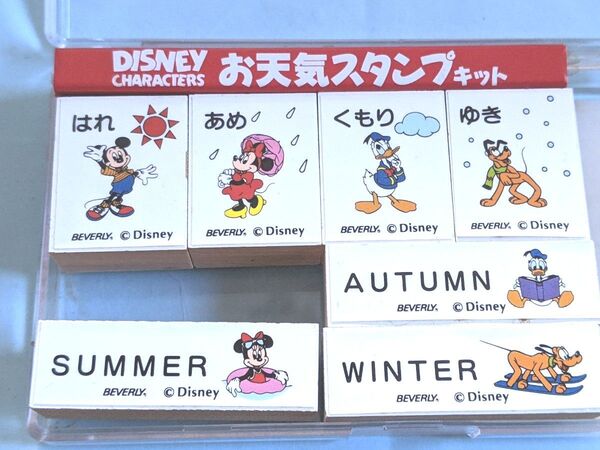 DISNEY
CHARACTERS
お天気スタンプキット
はれ
BEVERLY. © Disney
あめ
BEVERLY. © Disney
くもり
BEVERLY. © Disney
ゆき
BEVERLY. © Disney
AUTUMN
BEVERLY. © Disney
SUMMER
BEVERLY. © Disney
WINTER
BEVERLY. © Disney